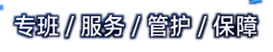 专班 / 服务 / 管护 / 保障